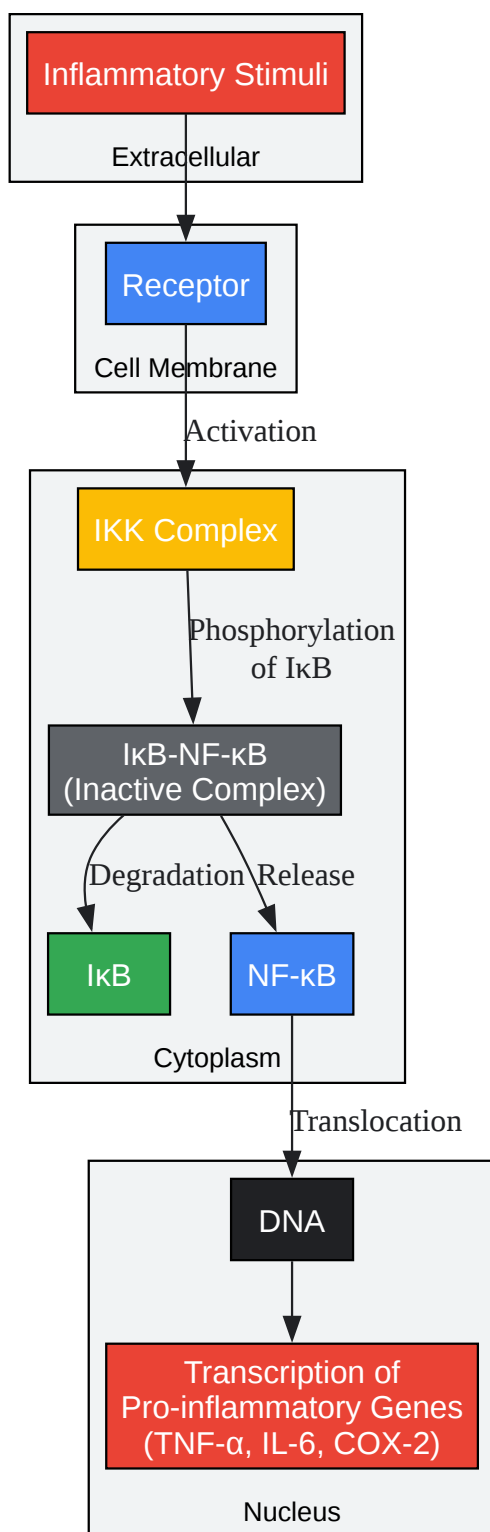 Inflammatory Stimuli
Extracellular
Receptor
Cell Membrane
Activation
IKK Complex
Phosphorylation
of IκB
IκB-NF-κB
(Inactive Complex)
Degradation
Release
IκB
NF-κB
Cytoplasm
Translocation
DNA
Transcription of
Pro-inflammatory Genes
(TNF-α, IL-6, COX-2)
Nucleus